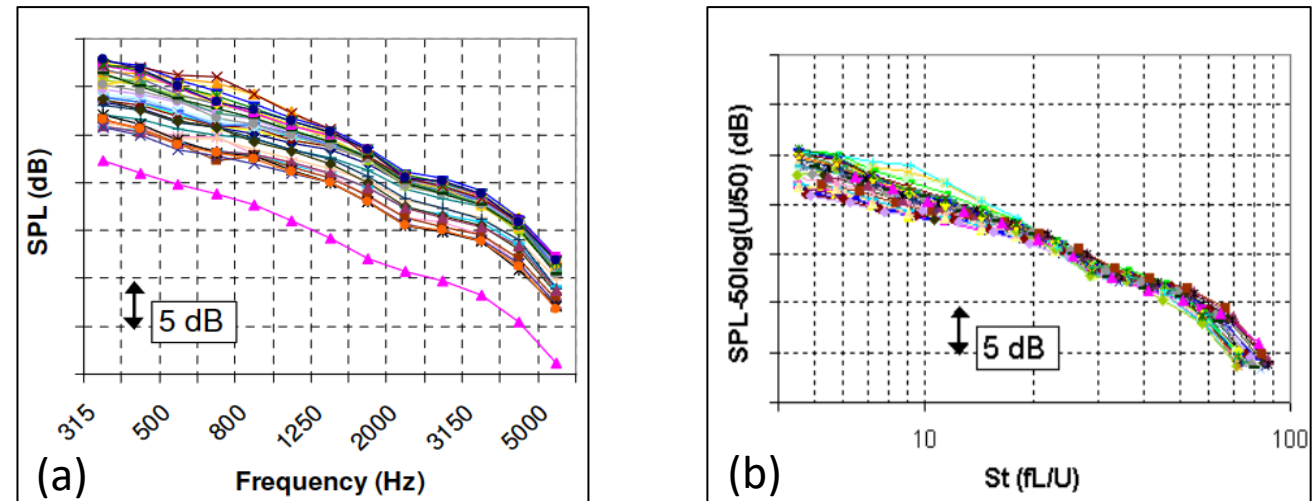 SPL (dB)
5 dB
315
500
800
1250
2000
3150
5000
Frequency (Hz)
(a)
SPL-50log(U/50) (dB)
5 dB
10
100
St (fL/U)
(b)